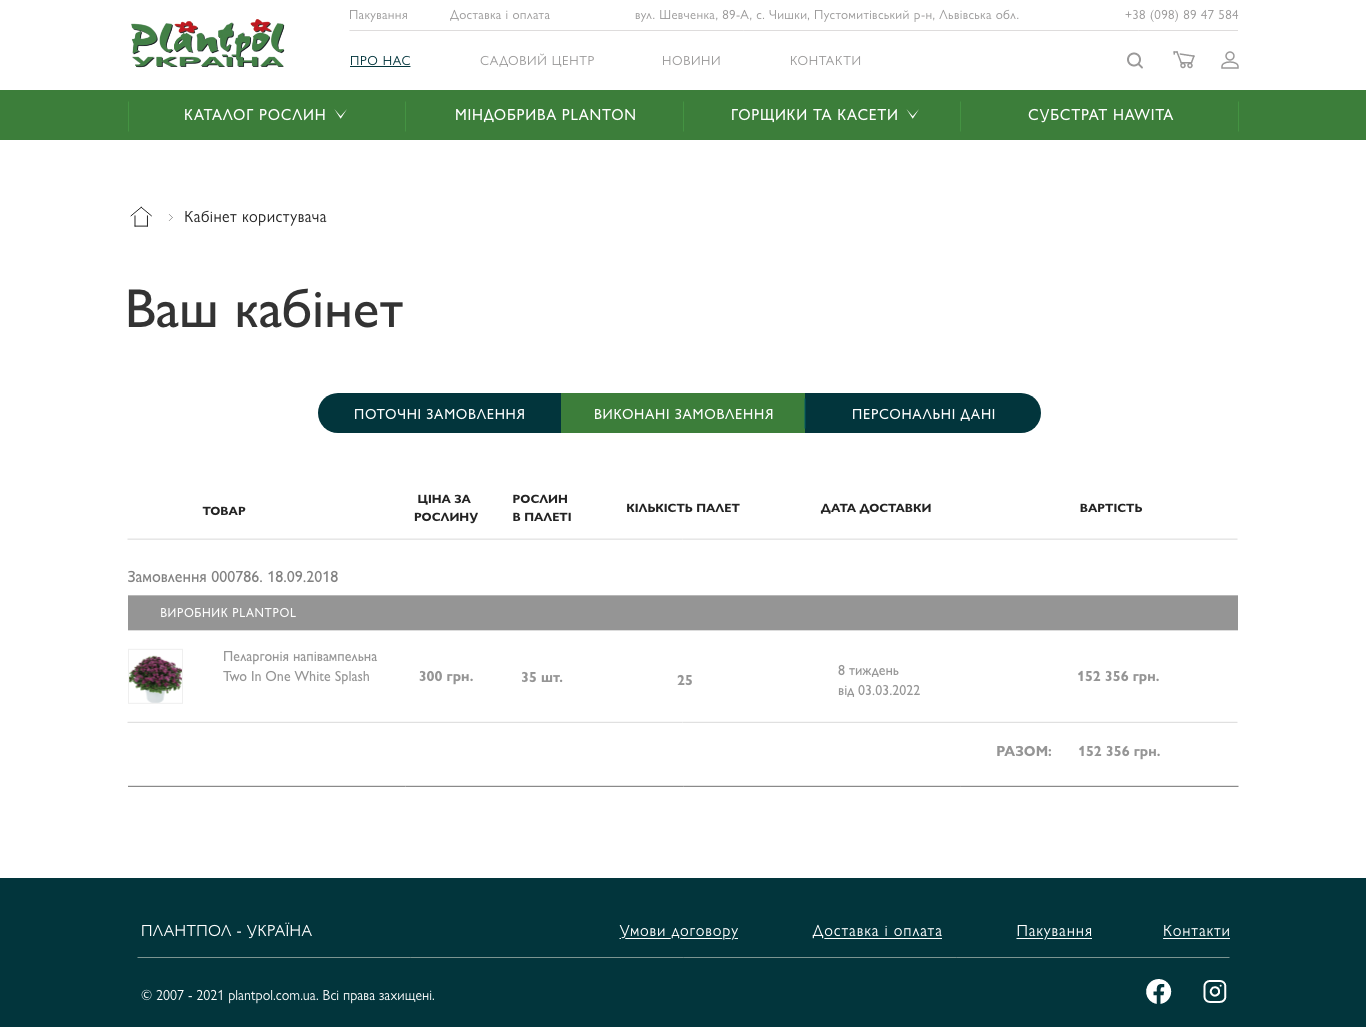 Пакування
Доставка і оплата
вул. Шевченка, 89-А, с. Чишки, Пустомитівський р-н, Львівська обл.
+38 (098) 89 47 584
Plantpol
УКРАЇНА
ПРО НАС
САДОВИЙ ЦЕНТР
НОВИНИ
КОНТАКТИ
КАТАЛОГ РОСЛИН
МІНДОБРИВА PLANTON
ГОРЩИКИ ТА КАСЕТИ
СУБСТРАТ HAWITA
Кабінет користувача
Ваш кабінет
ПОТОЧНІ ЗАМОВЛЕННЯ
ВИКОНАНІ ЗАМОВЛЕННЯ
ПЕРСОНАЛЬНІ ДАНІ
ТОВАР
ЦІНА ЗА
РОСЛИНУ
РОСЛИН
В ПАЛЕТІ
КІЛЬКІСТЬ ПАЛЕТ
ДАТА ДОСТАВКИ
ВАРТІСТЬ
Замовлення 000786. 18.09.2018
ВИРОБНИК PLANTPOL
Пеларгонія напівампельна
Two In One White Splash
300 грн.
35 шт.
25
8 тиждень
від 03.03.2022
152 356 грн.
РАЗОМ:
152 356 грн.
ПЛАНТПОЛ - УКРАЇНА
Умови договору
Доставка і оплата
Пакування
Контакти
© 2007 - 2021 plantpol.com.ua. Всі права захищені.